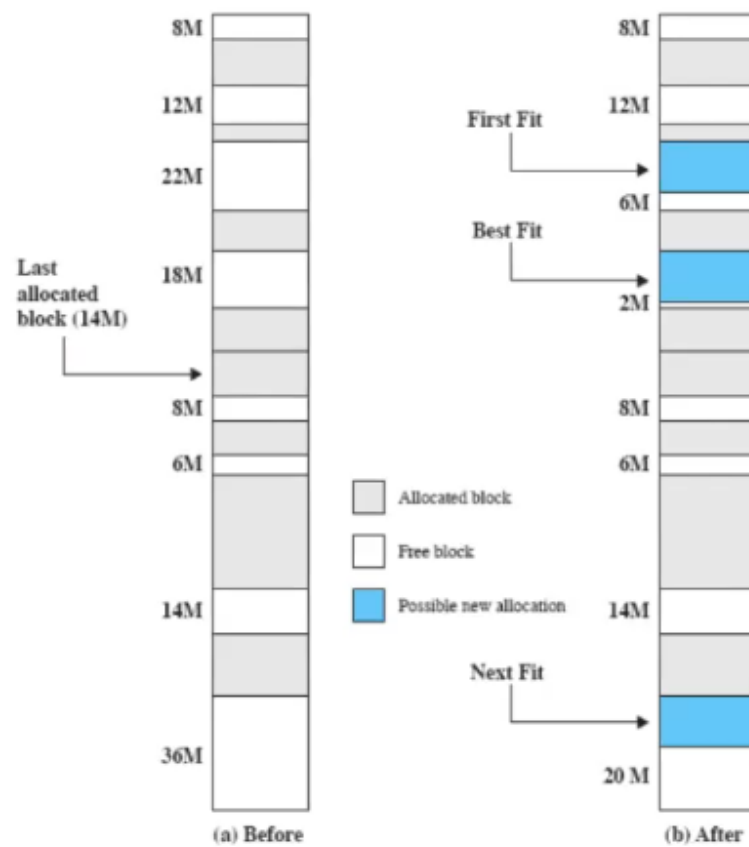 8M
12M
22M
18M
Last
allocated
block (14M)
8M
6M
14M
36M
(a) Before
Allocated block
Free block
Possible new allocation
8M
12M
First Fit
6M
Best Fit
2M
8M
6M
14M
Next Fit
20 M
(b) After